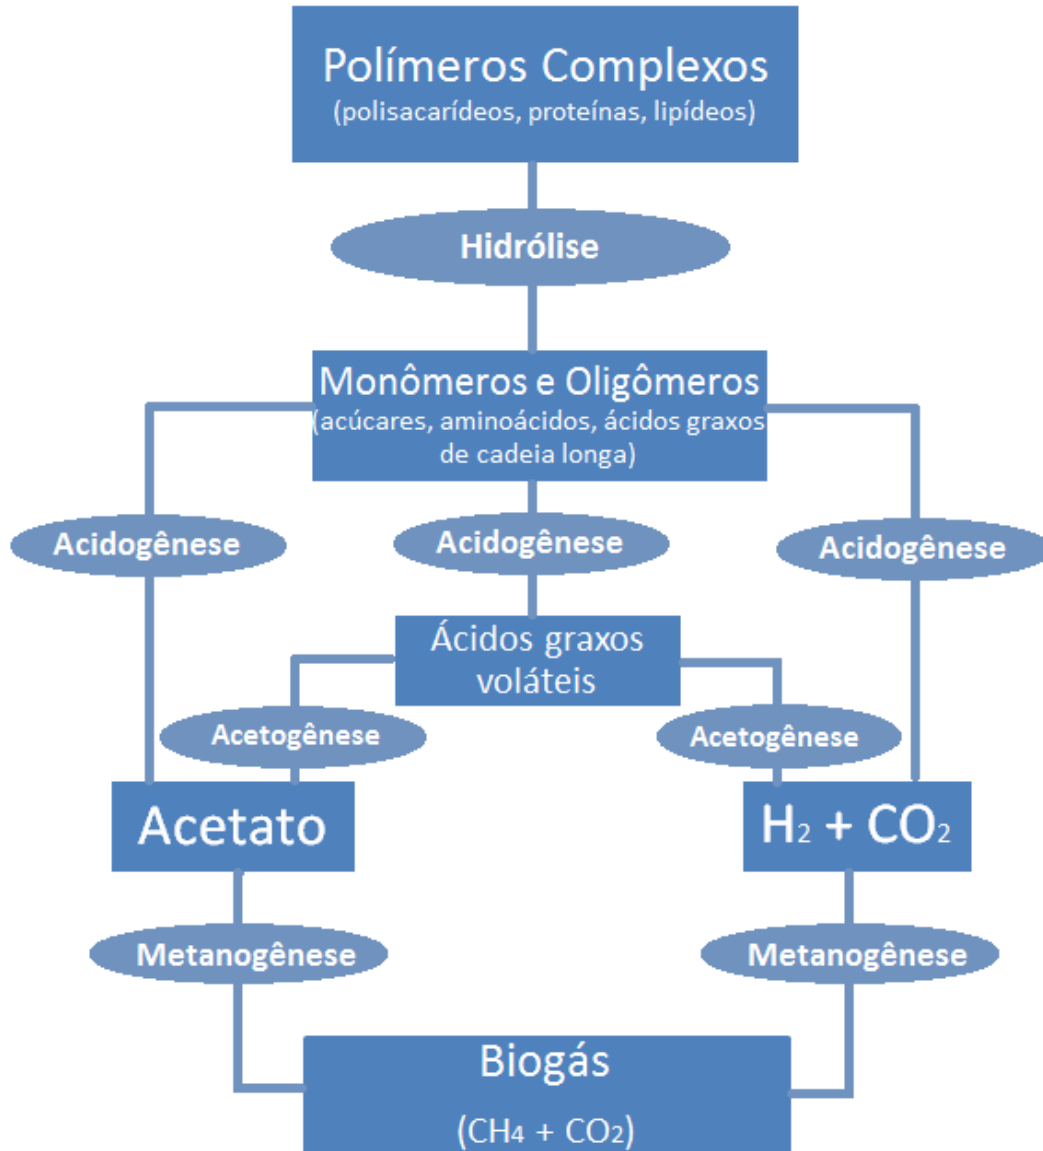 Polímeros Complexos
(polisacarídeos, proteínas, lipídeos)
Hidrólise
Monômeros e Oligômeros
(acúcares, aminoácidos, ácidos graxos
de cadeia longa)
Acidogênese
Acidogênese
Acidogênese
Ácidos graxos
voláteis
Acetogênese
Acetogênese
Acetato
H₂ + CO₂
Metanogênese
Metanogênese
Biogás
(CH₄ + CO₂)